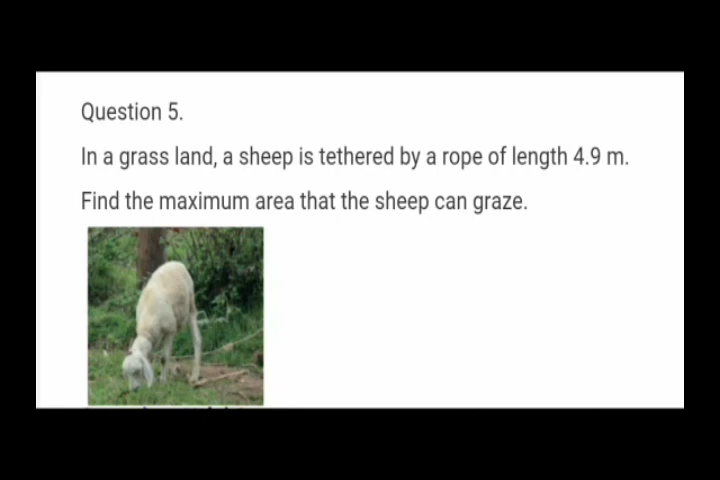 Question 5.
In a grass land, a sheep is tethered by a rope of length 4.9 m.
Find the maximum area that the sheep can graze.